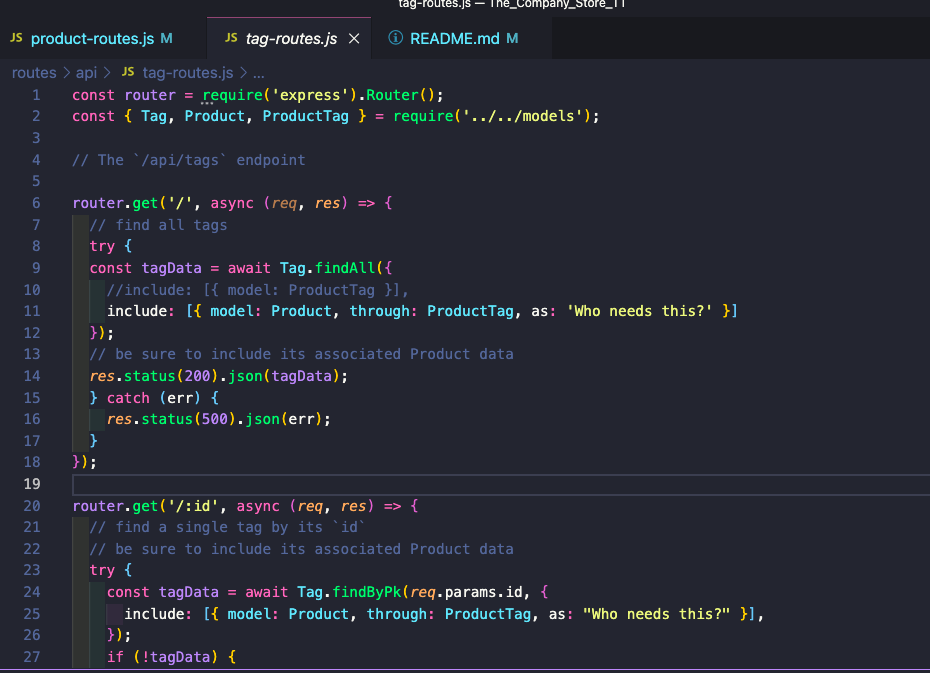 tag-routes.js — The_Company_Store_11
JS product-routes.js M JS tag-routes.js × README.md M
routes > api > JS tag-routes.js > ...
1 const router = require('express').Router();
2 const { Tag, Product, ProductTag } = require('../../models');
3
4 // The `/api/tags` endpoint
5
6 router.get('/', async (req, res) => {
7 // find all tags
8 try {
9 const tagData = await Tag.findAll({
10 //include: [{ model: ProductTag }],
11 include: [{ model: Product, through: ProductTag, as: 'Who needs this?' }]
12 });
13 // be sure to include its associated Product data
14 res.status(200).json(tagData);
15 } catch (err) {
16 res.status(500).json(err);
17 }
18 });
19
20 router.get('/:id', async (req, res) => {
21 // find a single tag by its `id`
22 // be sure to include its associated Product data
23 try {
24 const tagData = await Tag.findByPk(req.params.id, {
25 include: [{ model: Product, through: ProductTag, as: "Who needs this?" }],
26 });
27 if (!tagData) {